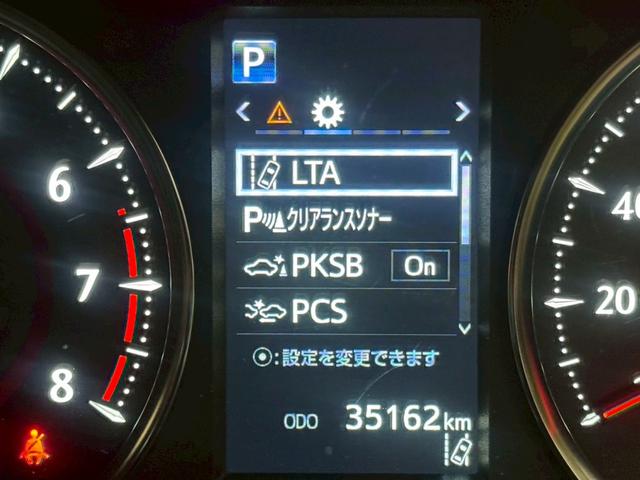 P
LTA
Pクリアランスソナー
PKSB On
PCS
⦿:設定を変更できます
ODO 35162km
6
7
8
40
20